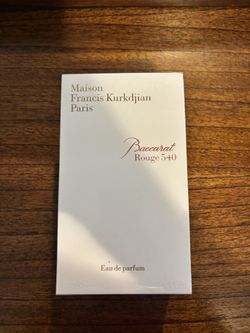 Maison
Francis Kurkdjian
Paris
Baccarat
Rouge 540
Eau de parfum